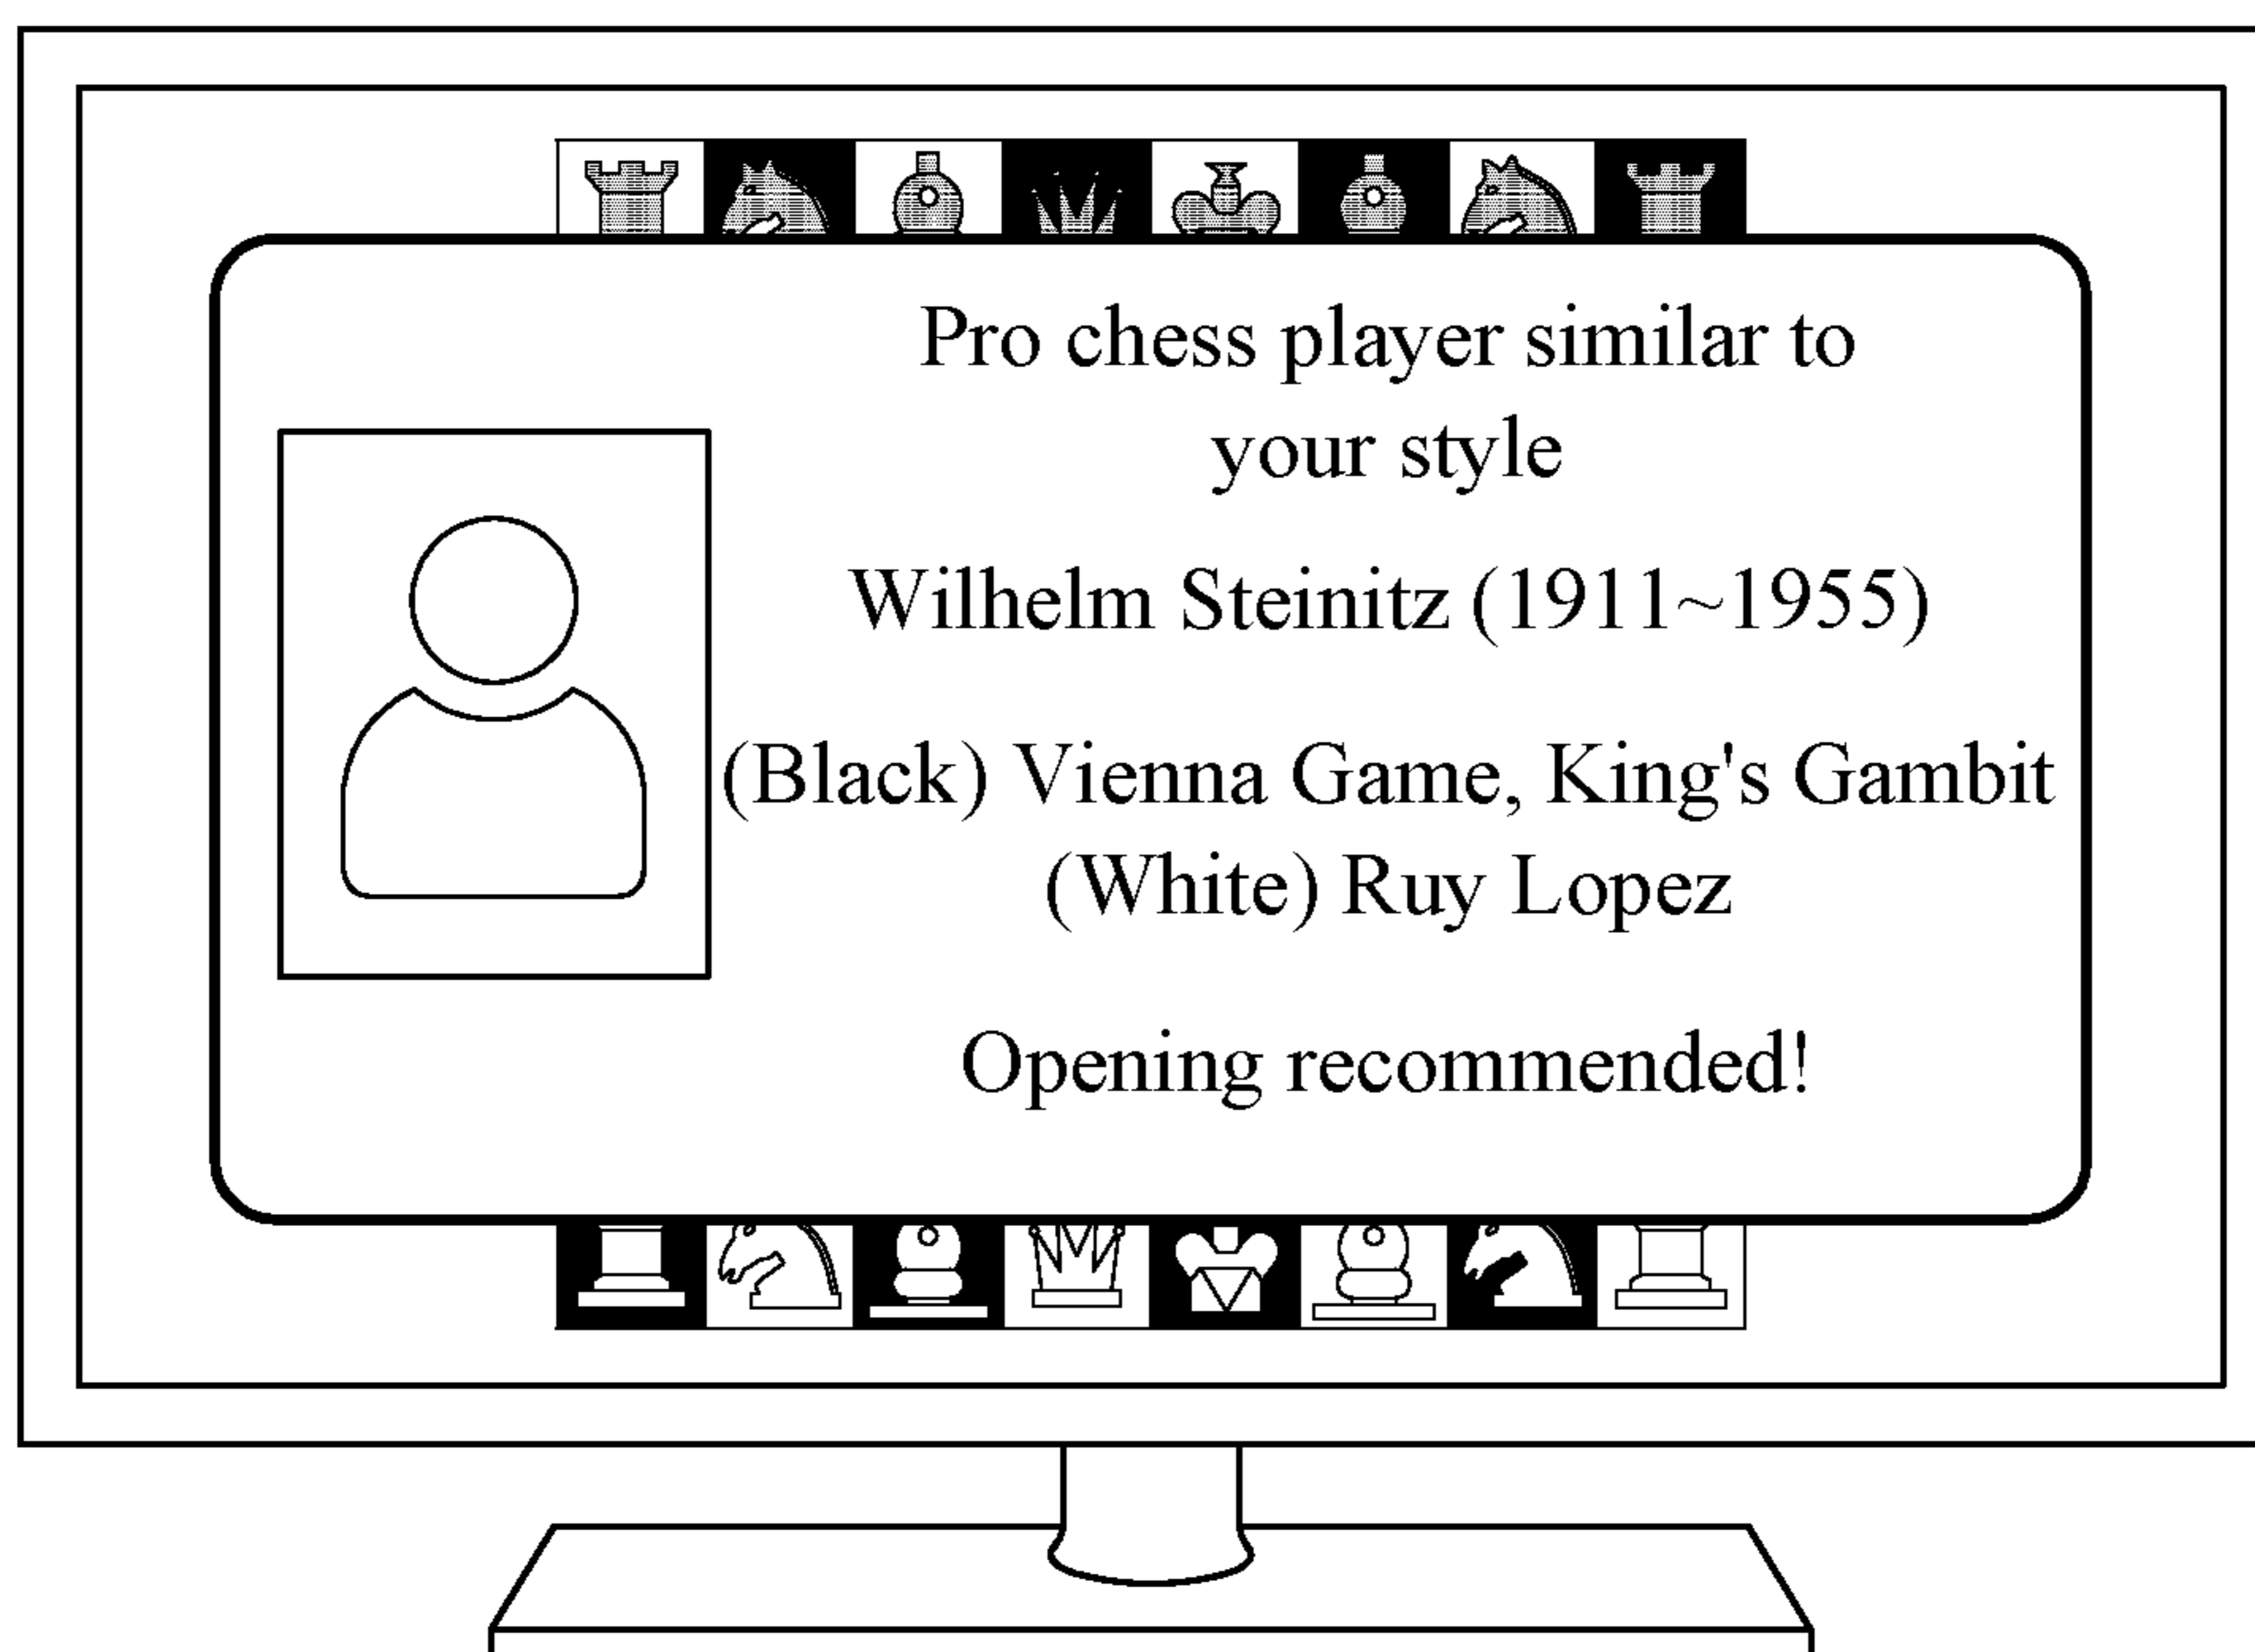 Pro chess player similar to
your style
Wilhelm Steinitz (1911~1955)
(Black) Vienna Game, King's Gambit
(White) Ruy Lopez
Opening recommended!